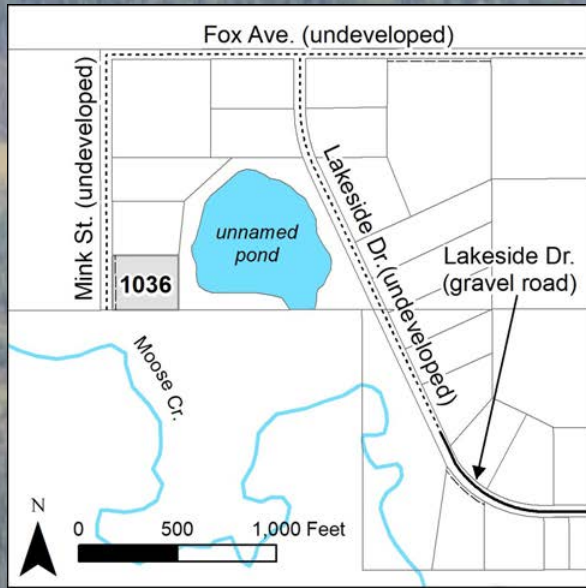 Fox Ave. (undeveloped)
Mink St. (undeveloped)
Lakeside Dr.(undeveloped)
unnamed
pond
Lakeside Dr.
(gravel road)
1036
Moose Cr.
N
0 500 1,000 Feet